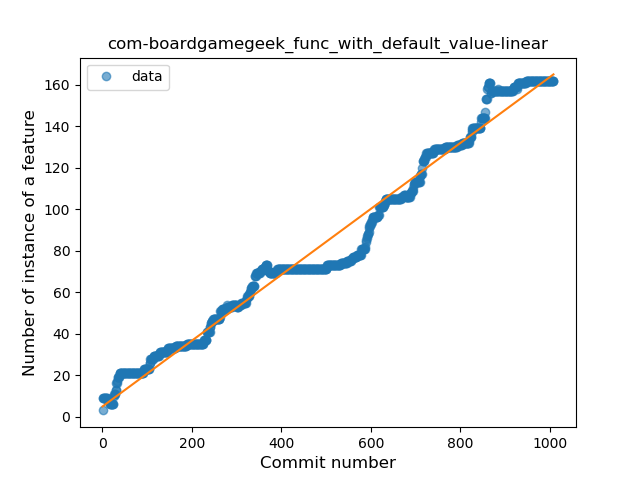 com-boardgamegeek_func_with_default_value-linear
data
Number of instance of a feature
160
140
120
100
80
60
40
20
0
0 200 400 600 800 1000
Commit number